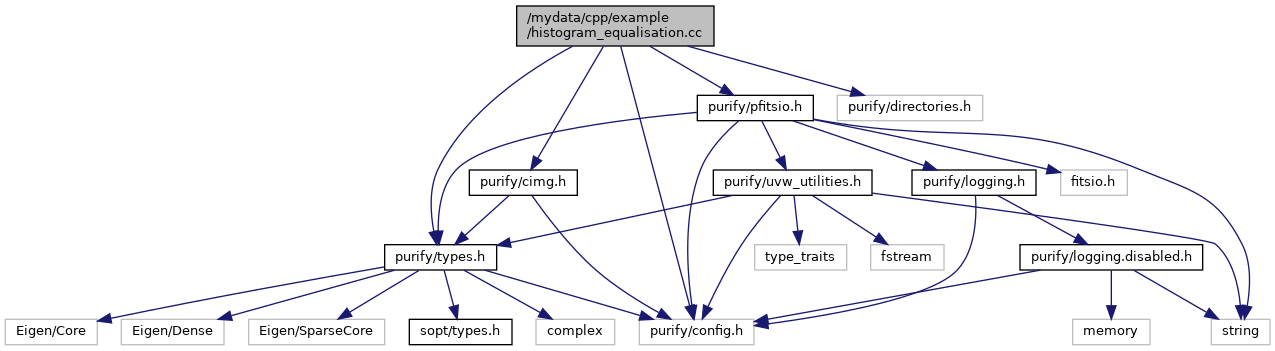 /mydata/cpp/example
/histogram_equalisation.cc
purify/pfitsio.h
purify/directories.h
purify/cimg.h
purify/uvw_utilities.h
purify/logging.h
fitsio.h
purify/types.h
type_traits
fstream
purify/logging.disabled.h
Eigen/Core
Eigen/Dense
Eigen/SparseCore
sopt/types.h
complex
purify/config.h
memory
string